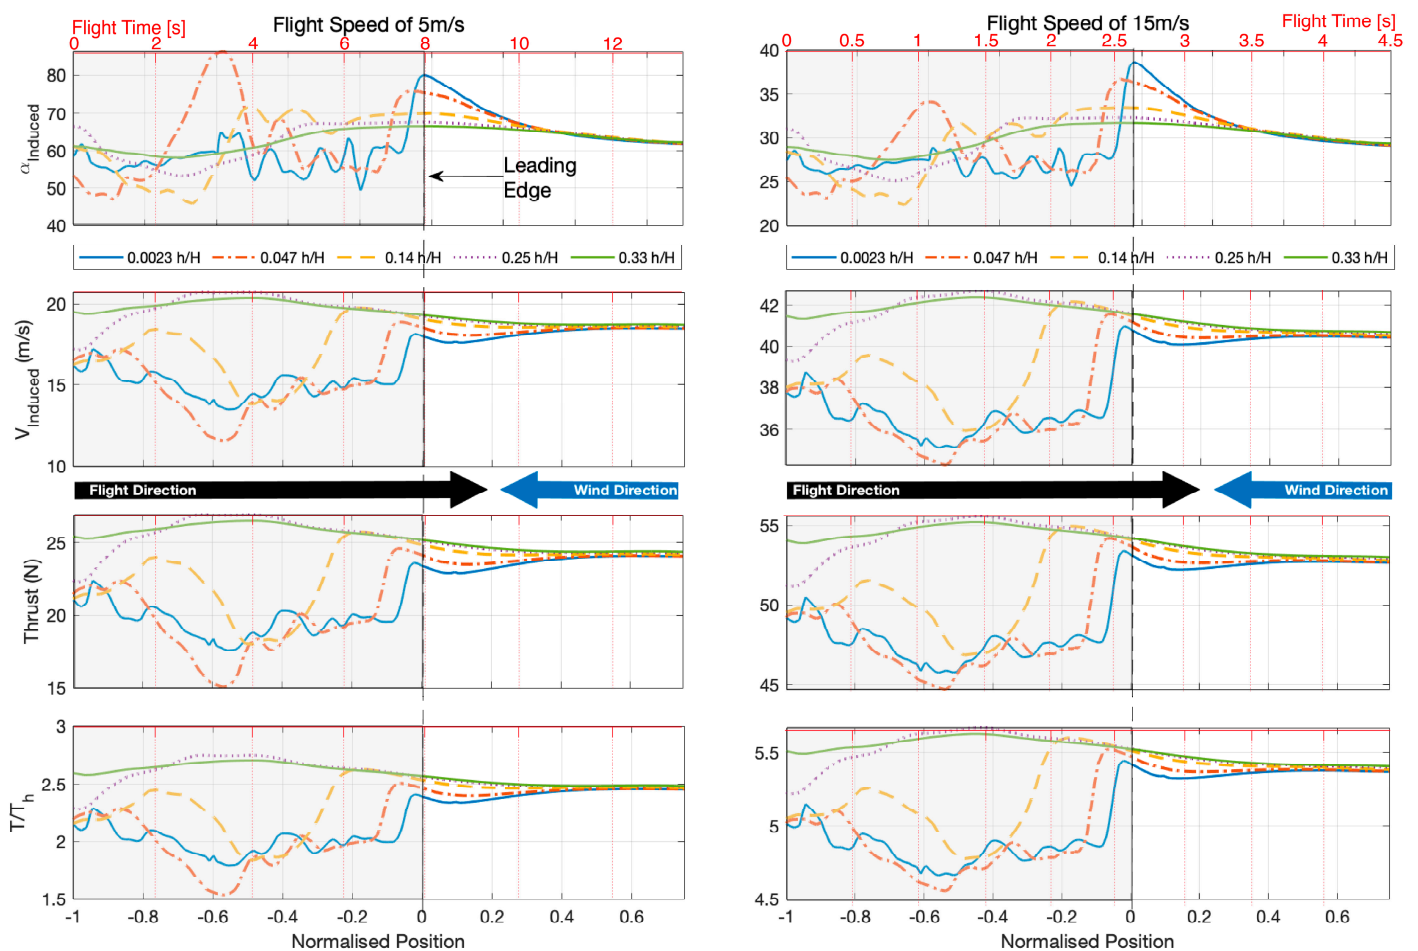 Flight Speed of 5m/s
Flight Time [s]
0 2 4 6 8 10 12
80
70
60
50
40
α Induced
Leading
Edge
0.0023 h/H 0.047 h/H 0.14 h/H 0.25 h/H 0.33 h/H
20
15
10
V Induced (m/s)
Flight Direction
Wind Direction
25
20
15
Thrust (N)
3
2.5
2
1.5
T/T h
-1 -0.8 -0.6 -0.4 -0.2 0 0.2 0.4 0.6
Normalised Position
Flight Speed of 15m/s
Flight Time [s]
0 0.5 1 1.5 2 2.5 3 3.5 4 4.5
40
35
30
25
20
0.0023 h/H 0.047 h/H 0.14 h/H 0.25 h/H 0.33 h/H
42
40
38
36
Flight Direction
Wind Direction
55
50
45
5.5
5
4.5
-1 -0.8 -0.6 -0.4 -0.2 0 0.2 0.4 0.6
Normalised Position